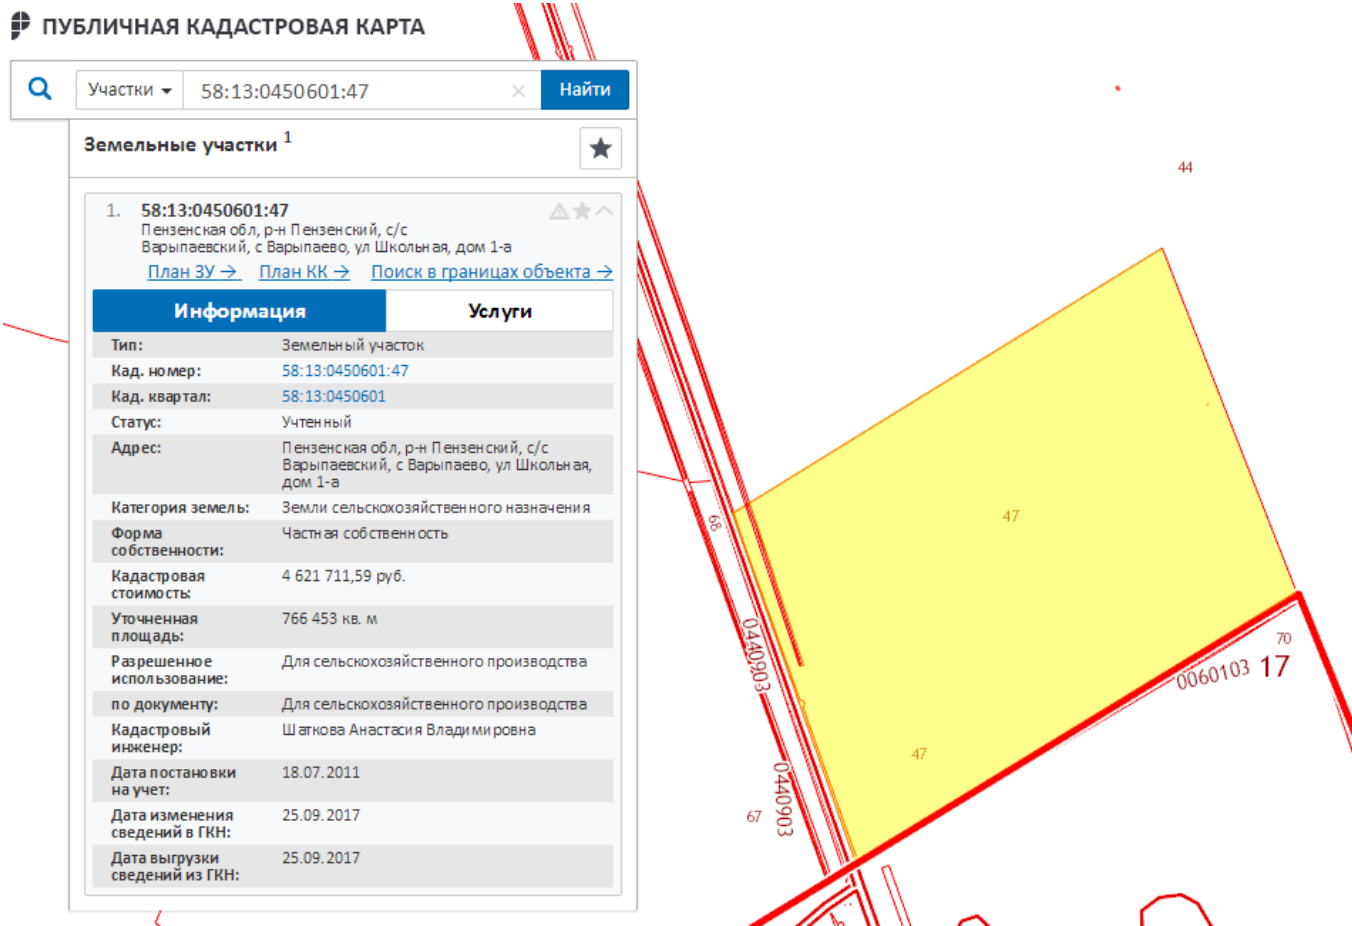 ПУБЛИЧНАЯ КАДАСТРОВАЯ КАРТА
Участки
58:13:0450601:47
×
Найти
Земельные участки 1
1. 58:13:0450601:47
Пензенская обл, р-н Пензенский, с/с
Варыпаевский, с Варыпаево, ул Школьная, дом 1-а
План ЗУ → План КК → Поиск в границах объекта →
Информация Услуги
Тип: Земельный участок
Кад. номер: 58:13:0450601:47
Кад. квартал: 58:13:0450601
Статус: Учтенный
Адрес: Пензенская обл, р-н Пензенский, с/с
Варыпаевский, с Варыпаево, ул Школьная,
дом 1-а
Категория земель: Земли сельскохозяйственного назначения
Форма
собственности: Частная собственность
Кадастровая
стоимость: 4 621 711,59 руб.
Уточненная
площадь: 766 453 кв. м
Разрешенное
использование: Для сельскохозяйственного производства
по документу: Для сельскохозяйственного производства
Кадастровый
инженер: Шаткова Анастасия Владимировна
Дата постановки
на учет: 18.07.2011
Дата изменения
сведений в ГКН: 25.09.2017
Дата выгрузки
сведений из ГКН: 25.09.2017
44
47
68
0440903
70
0060103 17
47
0440903
67